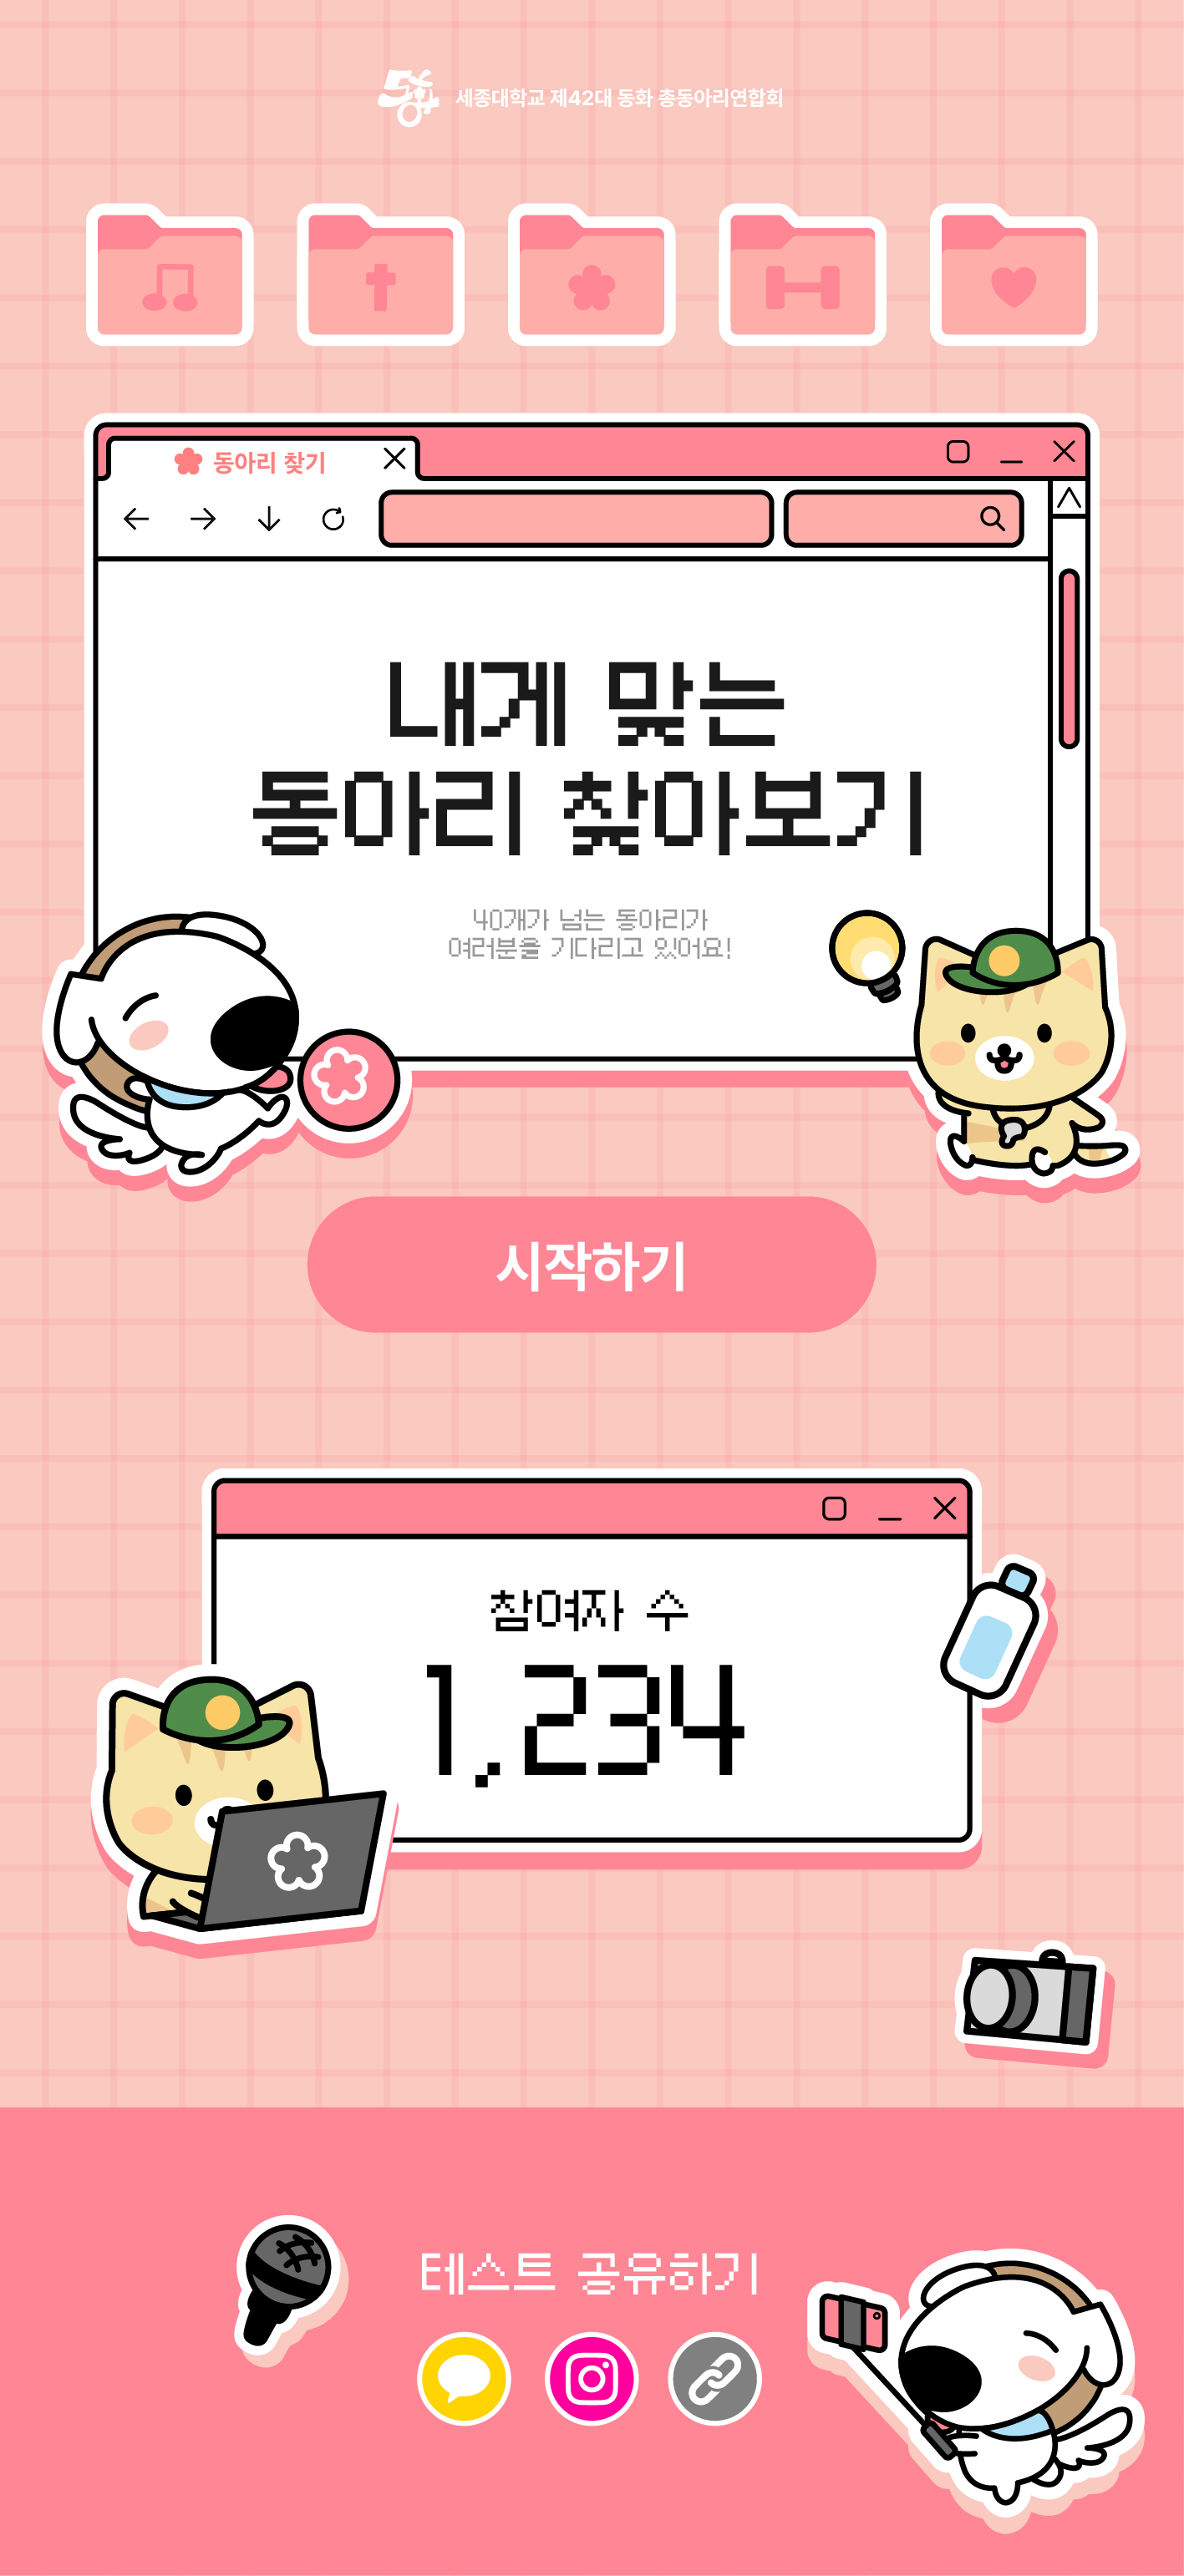 동화
세종대학교 제42대 동화 총동아리연합회
동아리 찾기
내게 맞는
동아리 찾아보기
40개가 넘는 동아리가
여러분을 기다리고 있어요!
시작하기
참여자 수
1,234
테스트 공유하기